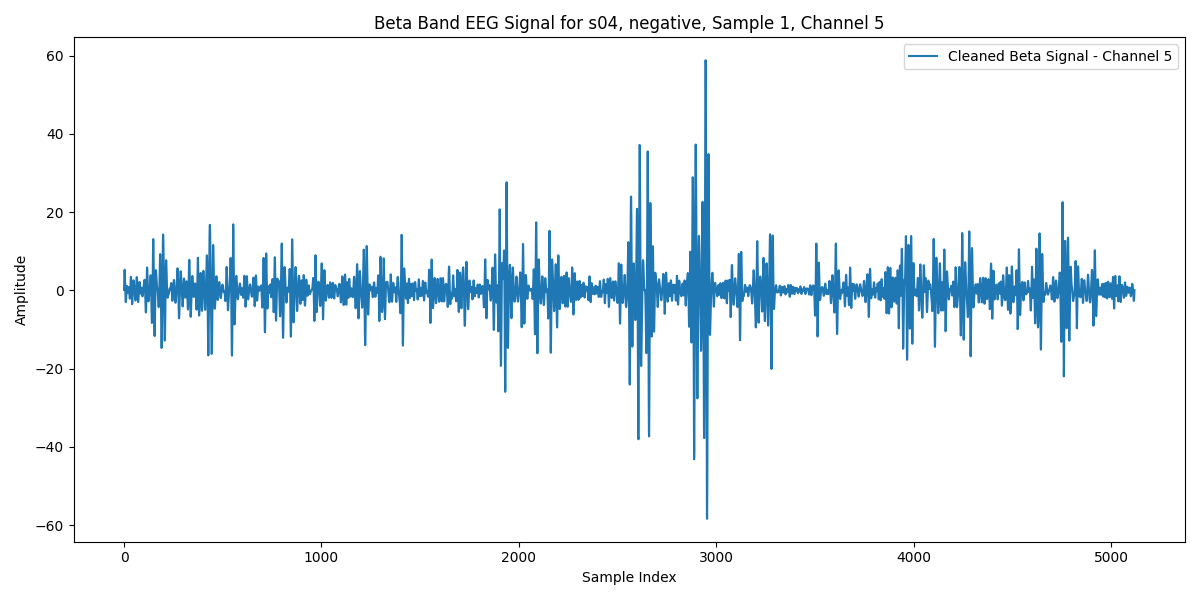 Beta Band EEG Signal for s04, negative, Sample 1, Channel 5
Cleaned Beta Signal - Channel 5
Amplitude
60
40
20
0
−20
−40
−60
0 1000 2000 3000 4000 5000
Sample Index